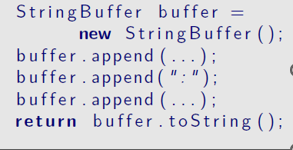 StringBuffer buffer =
new StringBuffer();
buffer.append(...);
buffer.append(":");
buffer.append(...);
return buffer.toString();